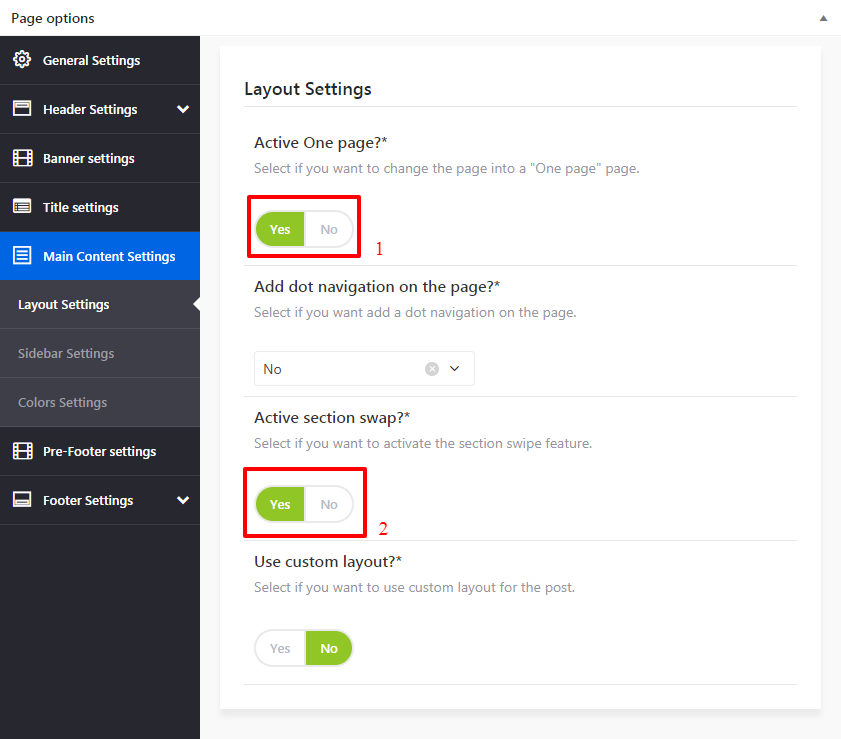 Page options
General Settings
Header Settings
Banner settings
Title settings
Main Content Settings
Layout Settings
Sidebar Settings
Colors Settings
Pre-Footer settings
Footer Settings
Layout Settings
Active One page?*
Select if you want to change the page into a "One page" page.
Yes No
1
Add dot navigation on the page?*
Select if you want add a dot navigation on the page.
No
Active section swap?*
Select if you want to activate the section swipe feature.
Yes No
2
Use custom layout?*
Select if you want to use custom layout for the post.
Yes No